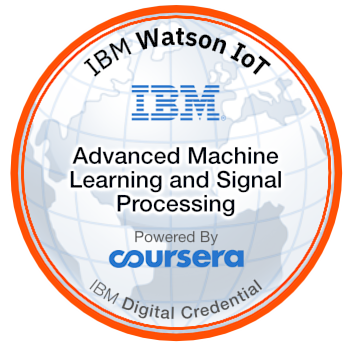 IBM Watson IoT
IBM
Advanced Machine
Learning and Signal
Processing
Powered By
coursera
IBM Digital Credential